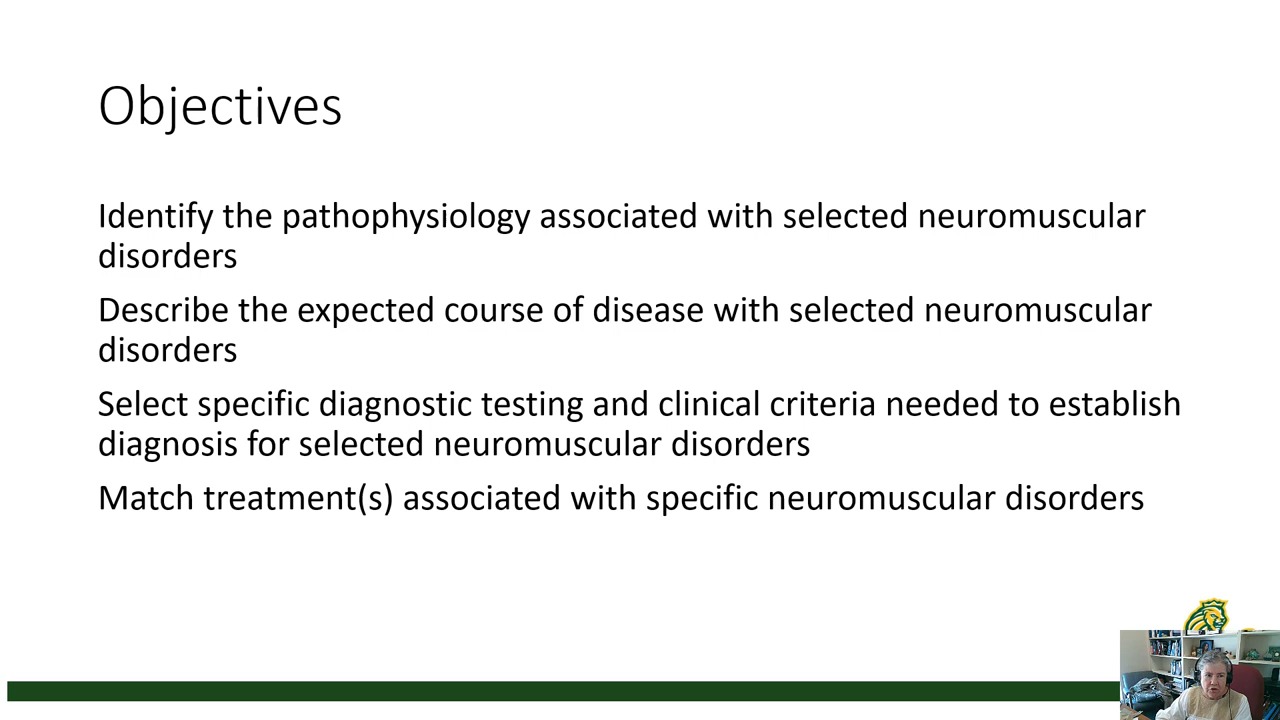 Objectives
Identify the pathophysiology associated with selected neuromuscular
disorders
Describe the expected course of disease with selected neuromuscular
disorders
Select specific diagnostic testing and clinical criteria needed to establish
diagnosis for selected neuromuscular disorders
Match treatment(s) associated with specific neuromuscular disorders